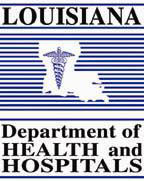 LOUISIANA
Department of
HEALTH and
HOSPITALS